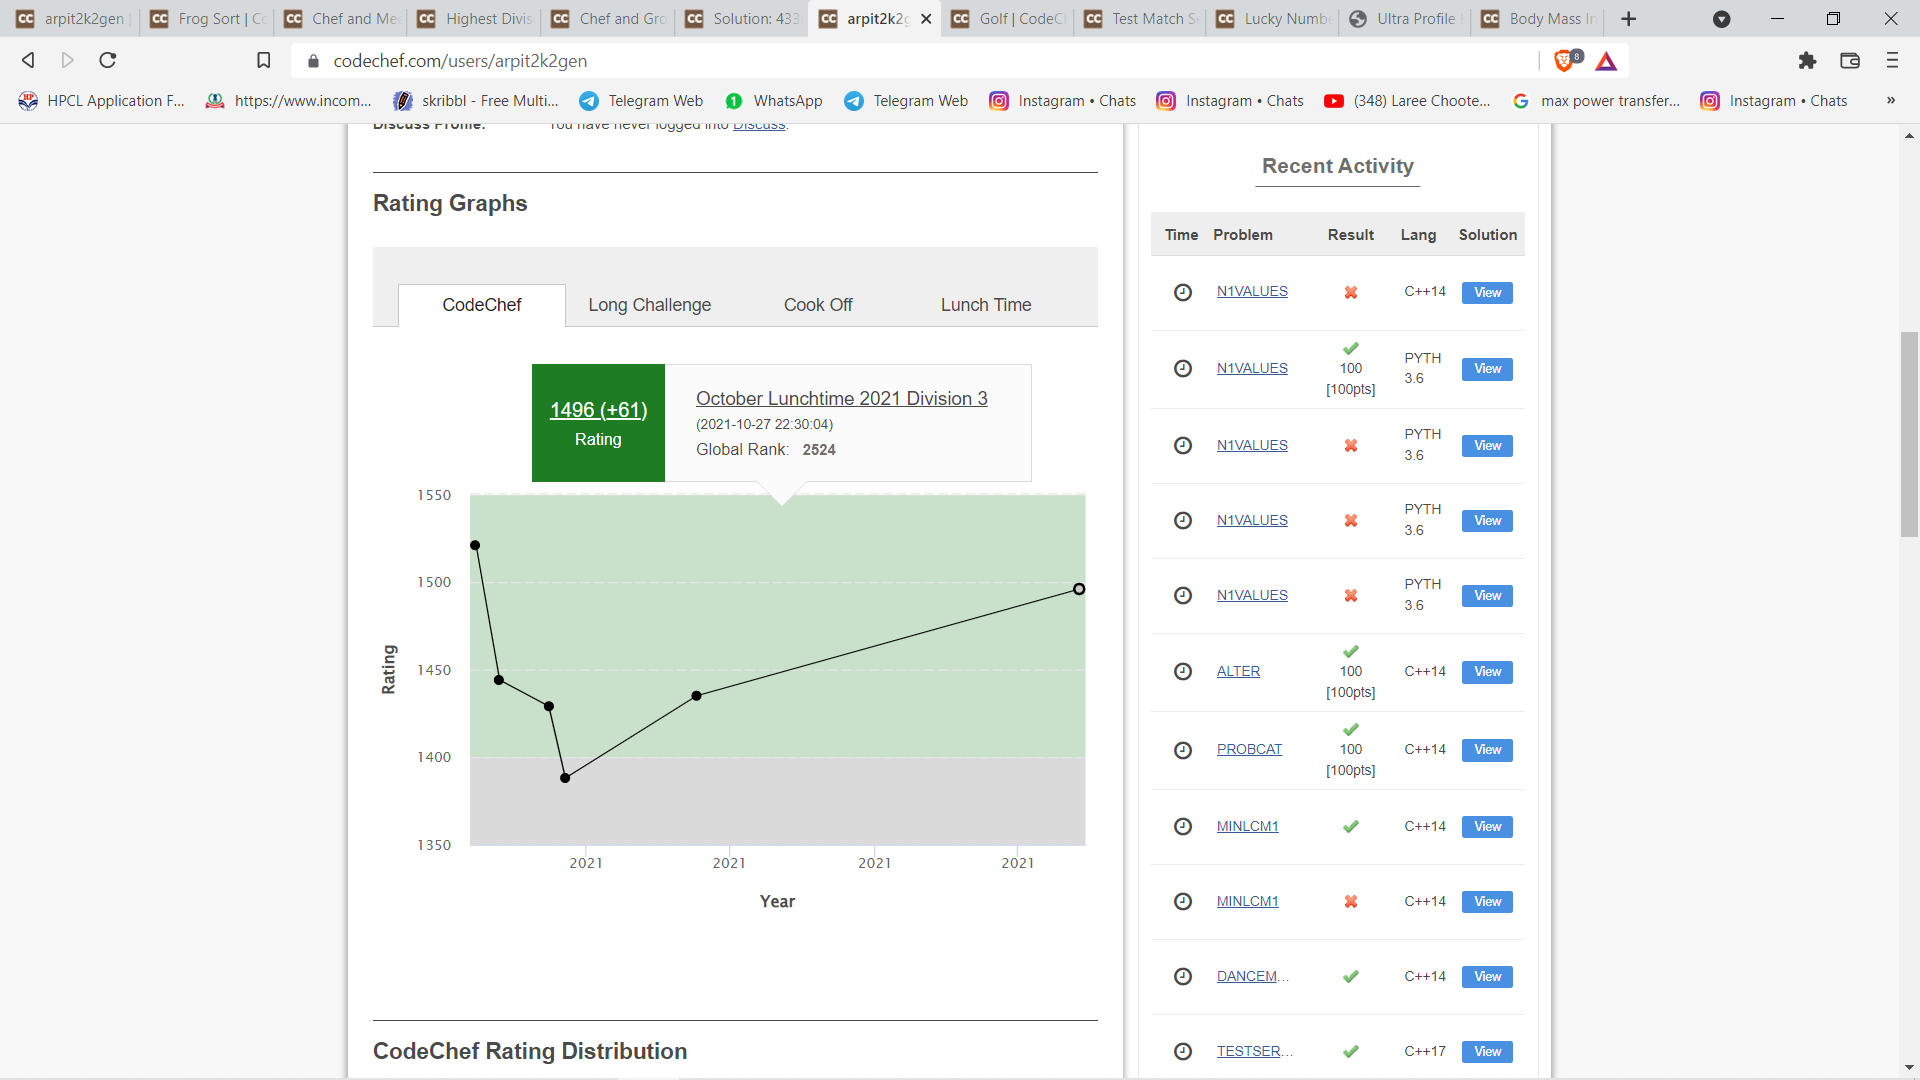 arpit2k2gen |
Frog Sort | Cc
Chef and Me
Highest Divis
Chef and Gro
Solution: 433
arpit2k2g
Golf | CodeC
Test Match Se
Lucky Numbe
Ultra Profile
Body Mass In
codechef.com/users/arpit2k2gen
8
HPCL Application F...
https://www.incom...
skribbl - Free Multi...
Telegram Web
WhatsApp
Telegram Web
Instagram • Chats
Instagram • Chats
(348) Laree Choote...
max power transfer...
Instagram • Chats
»
Discuss Profile: You have never logged into Discuss.
Rating Graphs
CodeChef Long Challenge Cook Off Lunch Time
1496 (+61)
Rating
October Lunchtime 2021 Division 3
(2021-10-27 22:30:04)
Global Rank: 2524
1550
1500
1450
1400
1350
Rating
2021 2021 2021 2021
Year
CodeChef Rating Distribution
Recent Activity
Time Problem Result Lang Solution
N1VALUES C++14 View
N1VALUES 100 [100pts] PYTH 3.6 View
N1VALUES PYTH 3.6 View
N1VALUES PYTH 3.6 View
N1VALUES PYTH 3.6 View
ALTER 100 [100pts] C++14 View
PROBCAT 100 [100pts] C++14 View
MINLCM1 C++14 View
MINLCM1 C++14 View
DANCEM... C++14 View
TESTSER... C++17 View